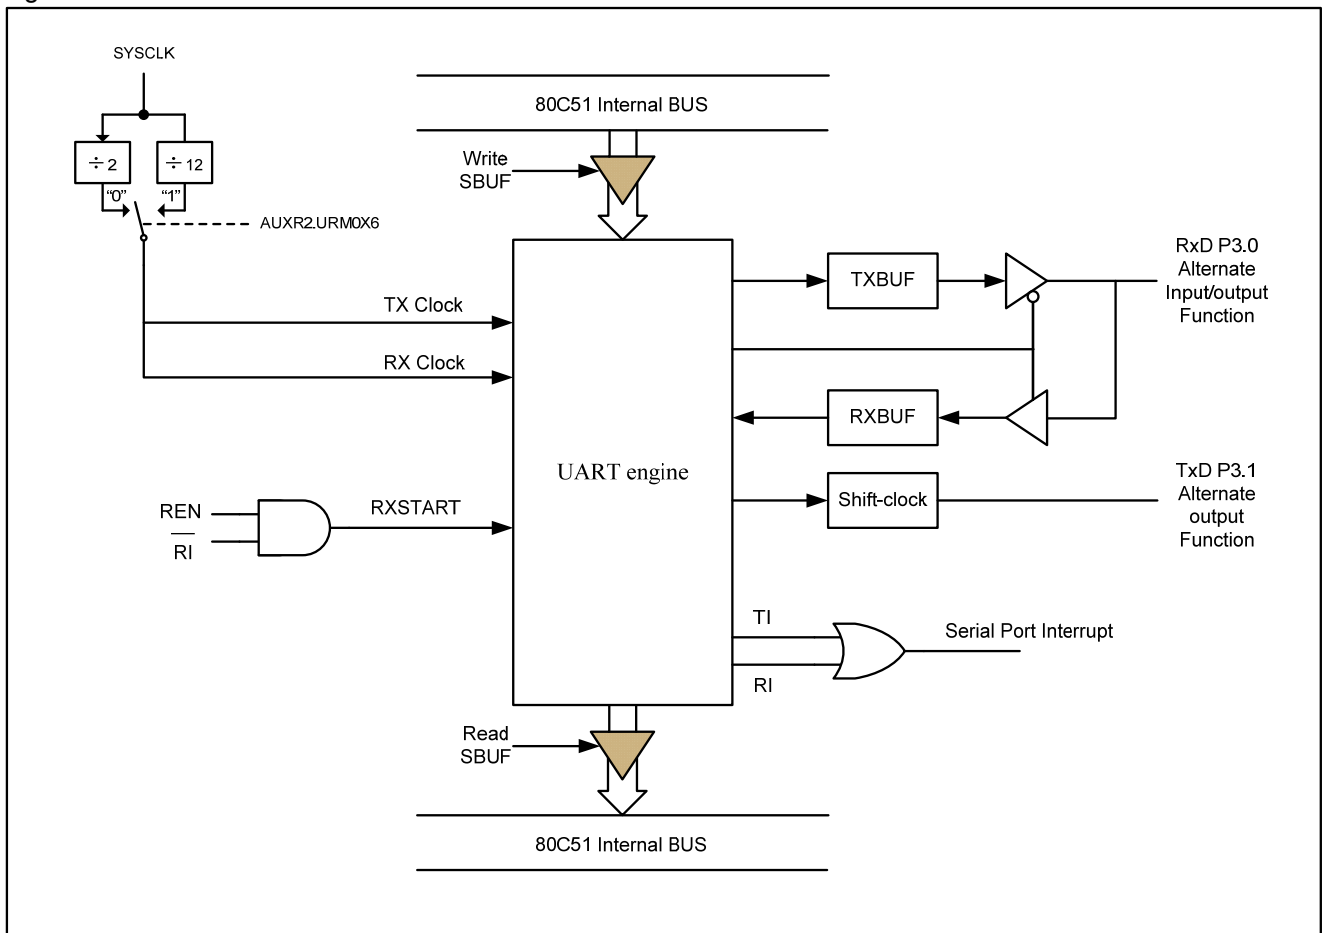 SYSCLK
80C51 Internal BUS
÷ 2
÷ 12
Write
SBUF
"0"
"1"
AUXR2.URM0X6
TXBUF
RxD P3.0
Alternate
Input/output
Function
TX Clock
RX Clock
RXBUF
UART engine
TxD P3.1
Alternate
output
Function
Shift-clock
REN
RI
RXSTART
TI
RI
Serial Port Interrupt
Read
SBUF
80C51 Internal BUS